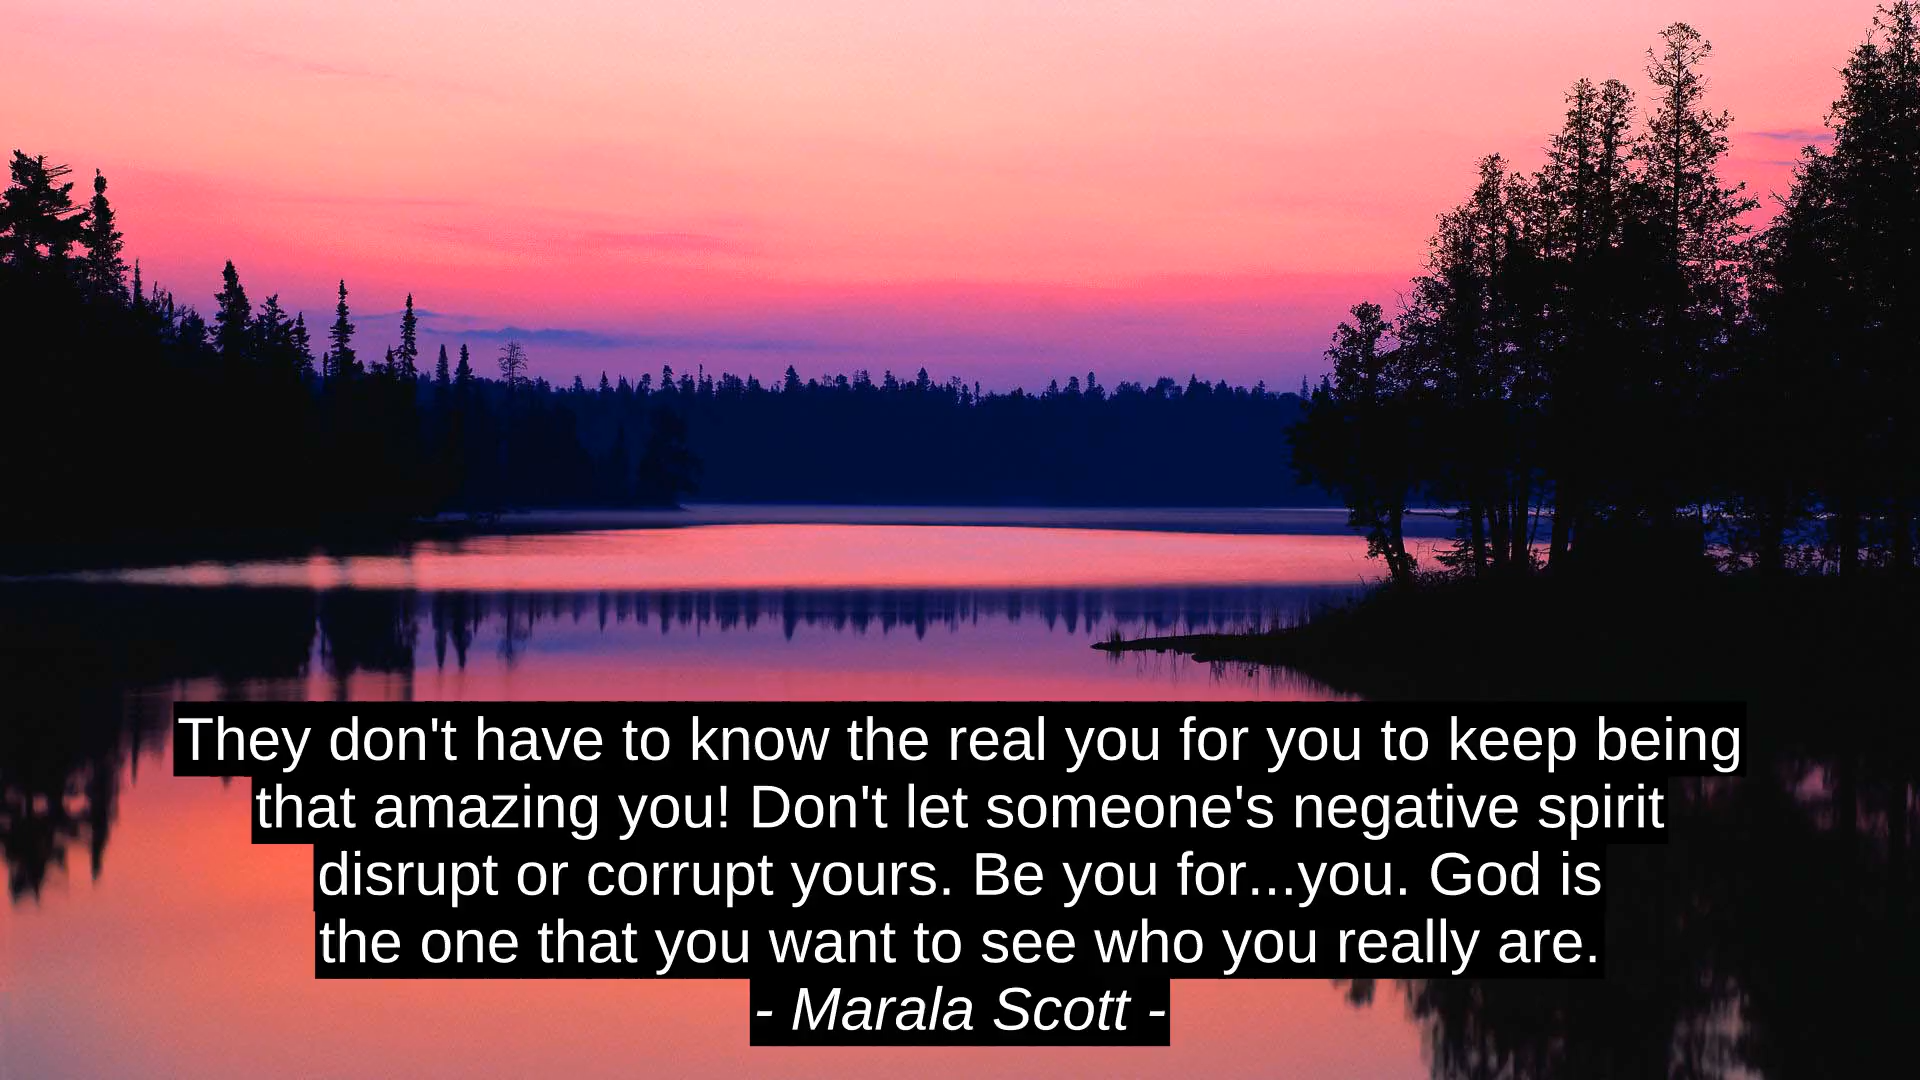 They don't have to know the real you for you to keep being
that amazing you! Don't let someone's negative spirit
disrupt or corrupt yours. Be you for...you. God is
the one that you want to see who you really are.
- Marala Scott -